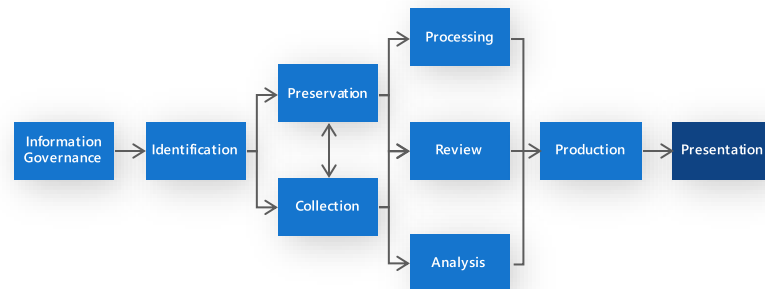 Information
Governance
Identification
Preservation
Collection
Processing
Review
Analysis
Production
Presentation